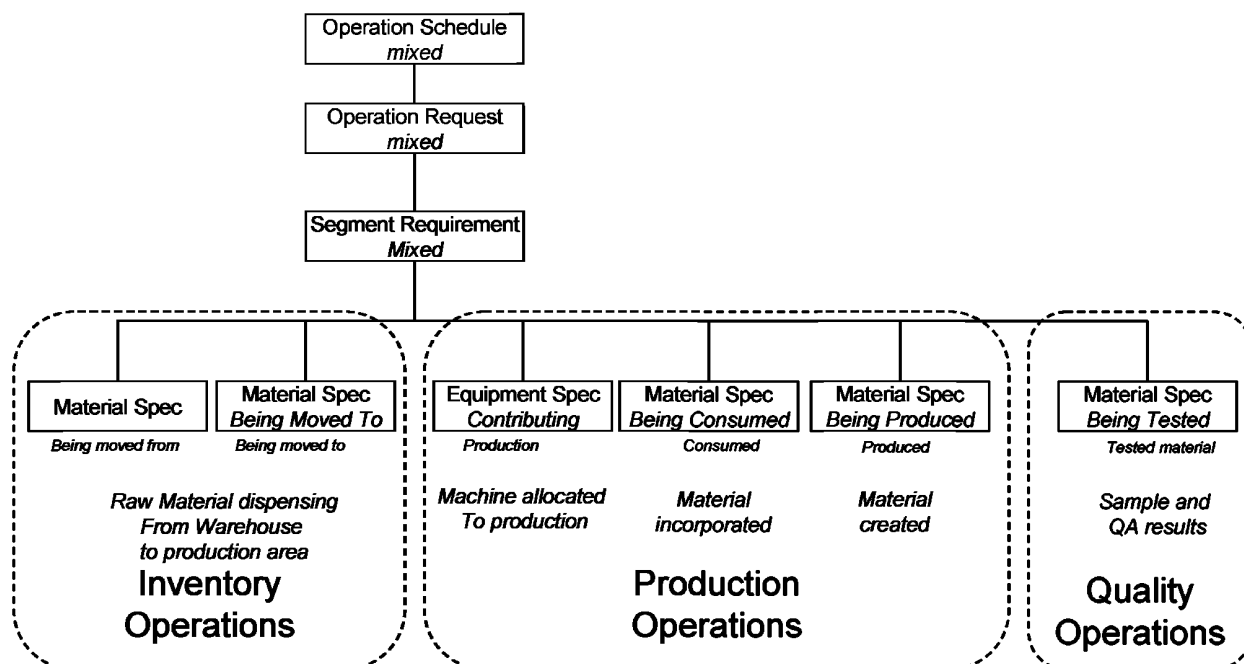 Operation Schedule
mixed
Operation Request
mixed
Segment Requirement
Mixed
Material Spec
Being moved from
Material Spec
Being Moved To
Being moved to
Raw Material dispensing
From Warehouse
to production area
Inventory
Operations
Equipment Spec
Contributing
Production
Machine allocated
To production
Material Spec
Being Consumed
Consumed
Material
incorporated
Material Spec
Being Produced
Produced
Material
created
Production
Operations
Material Spec
Being Tested
Tested material
Sample and
QA results
Quality
Operations